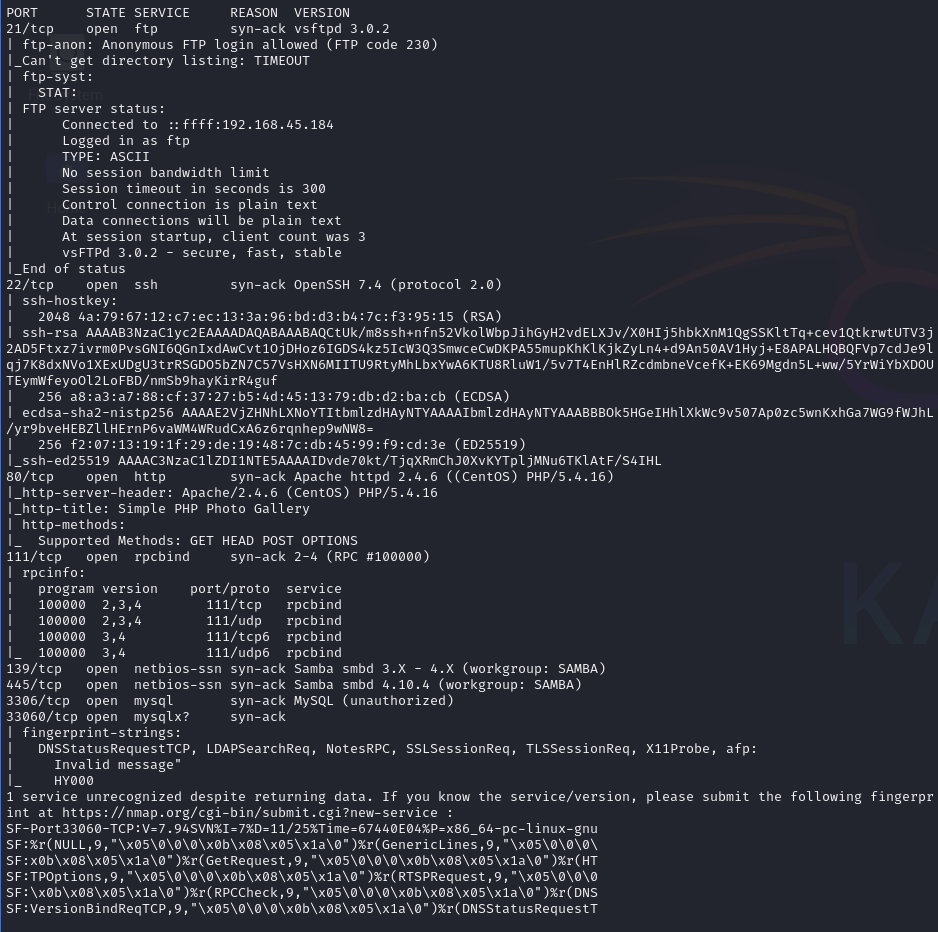 PORT      STATE SERVICE     REASON  VERSION
21/tcp    open  ftp         syn-ack vsftpd 3.0.2
| ftp-anon: Anonymous FTP login allowed (FTP code 230)
|_Can't get directory listing: TIMEOUT
| ftp-syst:
|   STAT:
| FTP server status:
|      Connected to ::ffff:192.168.45.184
|      Logged in as ftp
|      TYPE: ASCII
|      No session bandwidth limit
|      Session timeout in seconds is 300
|      Control connection is plain text
|      Data connections will be plain text
|      At session startup, client count was 3
|      vsFTPd 3.0.2 - secure, fast, stable
|_End of status
22/tcp    open  ssh         syn-ack OpenSSH 7.4 (protocol 2.0)
| ssh-hostkey:
|   2048 4a:79:67:12:c7:ec:13:3a:96:bd:d3:b4:7c:f3:95:15 (RSA)
| ssh-rsa AAAAB3NzaC1yc2EAAAADAQABAAABAQCtUk/m8ssh+nfn52VkolWbpJihGyH2vdELXJv/X0HIj5hbkXnM1QgSSKltTq+cev1QtkrwtUTV3j
2AD5Ftxz7ivrm0PvsGNI6QGnIxdAwCvt1OjDHoz6IGDS4kz5IcW3Q3SmwceCwDKPA55mupKhKlKjkZyLn4+d9An50AV1Hyj+E8APALHQBQFVp7cdJe9l
qj7K8dxNVo1XExUDgU3trRSGDO5bZN7C57VsHXN6MIITU9RtyMhLbxYwA6KTU8RluW1/5v7T4EnHlRZcdmbneVcefK+EK69Mgdn5L+ww/5YrWiYbXDOU
TEymWfeyoOl2LoFBD/nmSb9hayKirR4guf
|   256 a8:a3:a7:88:cf:37:27:b5:4d:45:13:79:db:d2:ba:cb (ECDSA)
| ecdsa-sha2-nistp256 AAAAE2VjZHNhLXNoYTItbmlzdHAyNTYAAAAIbmlzdHAyNTYAAABBBOk5HGeIHhlXkWc9v507Ap0zc5wnKxhGa7WG9fWJhL
/yr9bveHEBZllHErnP6vaWM4WRudCxA6z6rqnhep9wNW8=
|   256 f2:07:13:19:1f:29:de:19:48:7c:db:45:99:f9:cd:3e (ED25519)
|_ssh-ed25519 AAAAC3NzaC1lZDI1NTE5AAAAIDvde70kt/TjqXRmChJ0XvKYTpljMNu6TKlAtF/S4IHL
80/tcp    open  http        syn-ack Apache httpd 2.4.6 ((CentOS) PHP/5.4.16)
|_http-server-header: Apache/2.4.6 (CentOS) PHP/5.4.16
|_http-title: Simple PHP Photo Gallery
| http-methods:
|_  Supported Methods: GET HEAD POST OPTIONS
111/tcp   open  rpcbind     syn-ack 2-4 (RPC #100000)
| rpcinfo:
|   program version    port/proto  service
|   100000  2,3,4        111/tcp   rpcbind
|   100000  2,3,4        111/udp   rpcbind
|   100000  3,4          111/tcp6  rpcbind
|_  100000  3,4          111/udp6  rpcbind
139/tcp   open  netbios-ssn syn-ack Samba smbd 3.X - 4.X (workgroup: SAMBA)
445/tcp   open  netbios-ssn syn-ack Samba smbd 4.10.4 (workgroup: SAMBA)
3306/tcp  open  mysql       syn-ack MySQL (unauthorized)
33060/tcp open  mysqlx?     syn-ack
| fingerprint-strings:
|   DNSStatusRequestTCP, LDAPSearchReq, NotesRPC, SSLSessionReq, TLSSessionReq, X11Probe, afp:
|     Invalid message"
|_    HY000
1 service unrecognized despite returning data. If you know the service/version, please submit the following fingerpr
int at https://nmap.org/cgi-bin/submit.cgi?new-service :
SF-Port33060-TCP:V=7.94SVN%I=7%D=11/25%Time=67440E04%P=x86_64-pc-linux-gnu
SF:%r(NULL,9,"\x05\0\0\0\x0b\x08\x05\x1a\0")%r(GenericLines,9,"\x05\0\0\0\
SF:x0b\x08\x05\x1a\0")%r(GetRequest,9,"\x05\0\0\0\x0b\x08\x05\x1a\0")%r(HT
SF:TPOptions,9,"\x05\0\0\0\x0b\x08\x05\x1a\0")%r(RTSPRequest,9,"\x05\0\0\0
SF:\x0b\x08\x05\x1a\0")%r(RPCCheck,9,"\x05\0\0\0\x0b\x08\x05\x1a\0")%r(DNS
SF:VersionBindReqTCP,9,"\x05\0\0\0\x0b\x08\x05\x1a\0")%r(DNSStatusRequestT